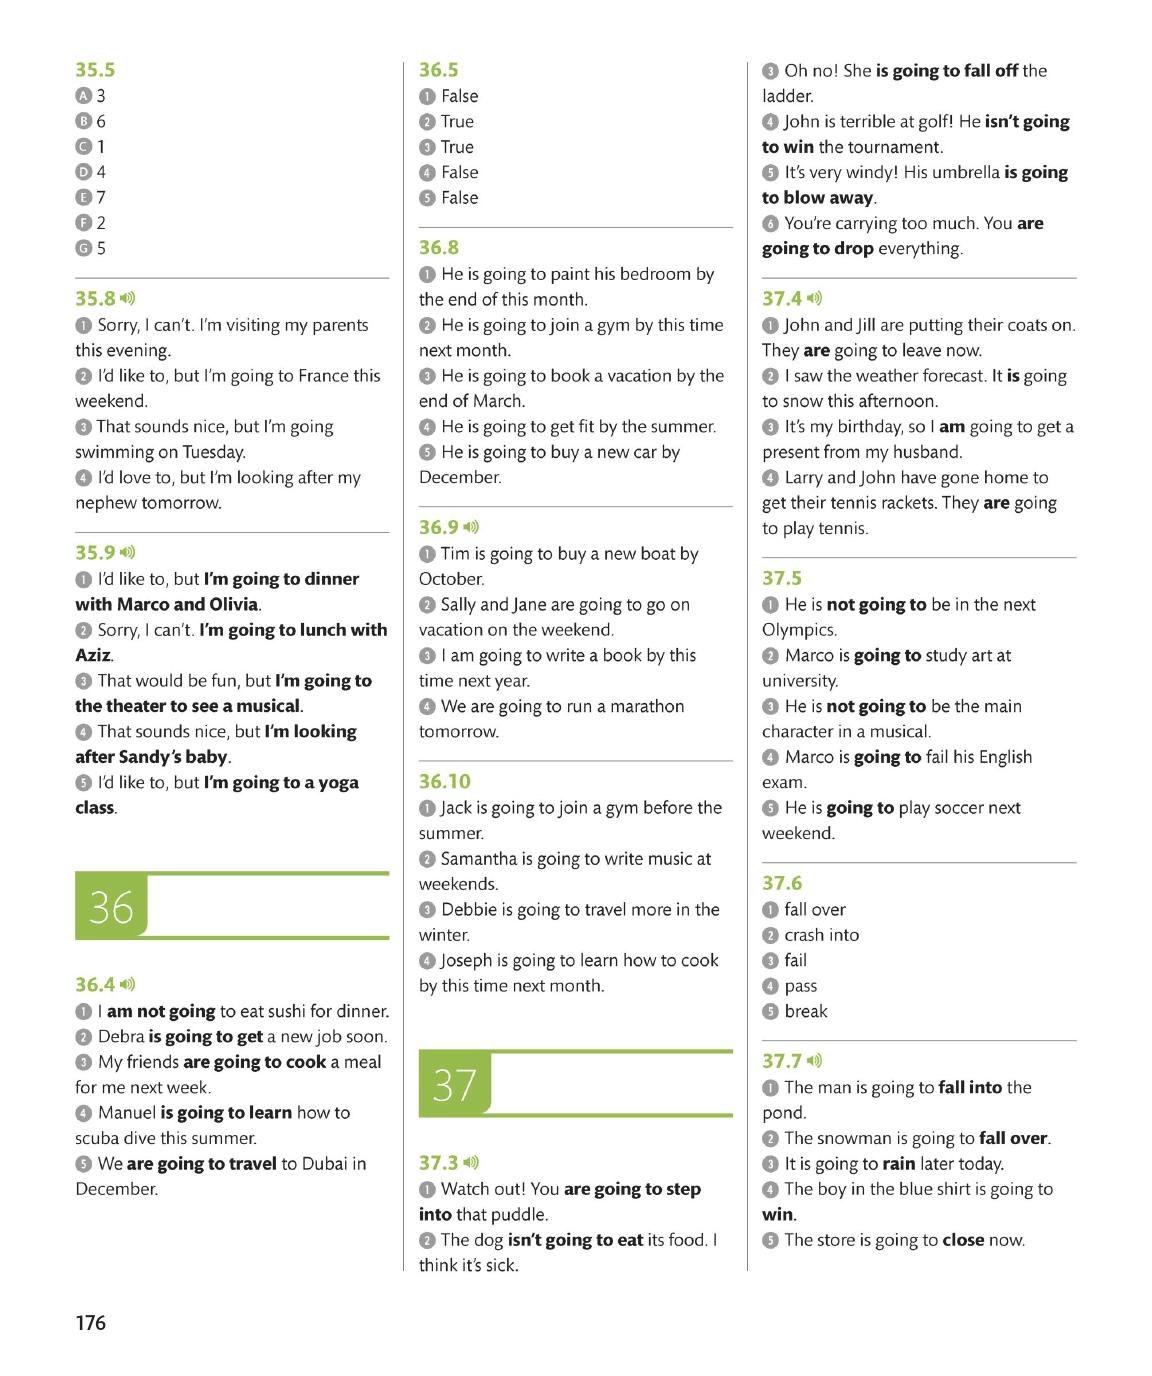 35.5
A 3
B 6
C 1
D 4
E 7
F 2
G 5
35.8
1 Sorry, I can't. I'm visiting my parents
this evening.
2 I'd like to, but I'm going to France this
weekend.
3 That sounds nice, but I'm going
swimming on Tuesday.
4 I'd love to, but I'm looking after my
nephew tomorrow.
35.9
1 I'd like to, but I'm going to dinner
with Marco and Olivia.
2 Sorry, I can't. I'm going to lunch with
Aziz.
3 That would be fun, but I'm going to
the theater to see a musical.
4 That sounds nice, but I'm looking
after Sandy's baby.
5 I'd like to, but I'm going to a yoga
class.
36
36.4
1 I am not going to eat sushi for dinner.
2 Debra is going to get a new job soon.
3 My friends are going to cook a meal
for me next week.
4 Manuel is going to learn how to
scuba dive this summer.
5 We are going to travel to Dubai in
December.
36.5
1 False
2 True
3 True
4 False
5 False
36.8
1 He is going to paint his bedroom by
the end of this month.
2 He is going to join a gym by this time
next month.
3 He is going to book a vacation by the
end of March.
4 He is going to get fit by the summer.
5 He is going to buy a new car by
December.
36.9
1 Tim is going to buy a new boat by
October.
2 Sally and Jane are going to go on
vacation on the weekend.
3 I am going to write a book by this
time next year.
4 We are going to run a marathon
tomorrow.
36.10
1 Jack is going to join a gym before the
summer.
2 Samantha is going to write music at
weekends.
3 Debbie is going to travel more in the
winter.
4 Joseph is going to learn how to cook
by this time next month.
37
37.3
1 Watch out! You are going to step
into that puddle.
2 The dog isn't going to eat its food. I
think it's sick.
3 Oh no! She is going to fall off the
ladder.
4 John is terrible at golf! He isn't going
to win the tournament.
5 It's very windy! His umbrella is going
to blow away.
6 You're carrying too much. You are
going to drop everything.
37.4
1 John and Jill are putting their coats on.
They are going to leave now.
2 I saw the weather forecast. It is going
to snow this afternoon.
3 It's my birthday, so I am going to get a
present from my husband.
4 Larry and John have gone home to
get their tennis rackets. They are going
to play tennis.
37.5
1 He is not going to be in the next
Olympics.
2 Marco is going to study art at
university.
3 He is not going to be the main
character in a musical.
4 Marco is going to fail his English
exam.
5 He is going to play soccer next
weekend.
37.6
1 fall over
2 crash into
3 fail
4 pass
5 break
37.7
1 The man is going to fall into the
pond.
2 The snowman is going to fall over.
3 It is going to rain later today.
4 The boy in the blue shirt is going to
win.
5 The store is going to close now.
176